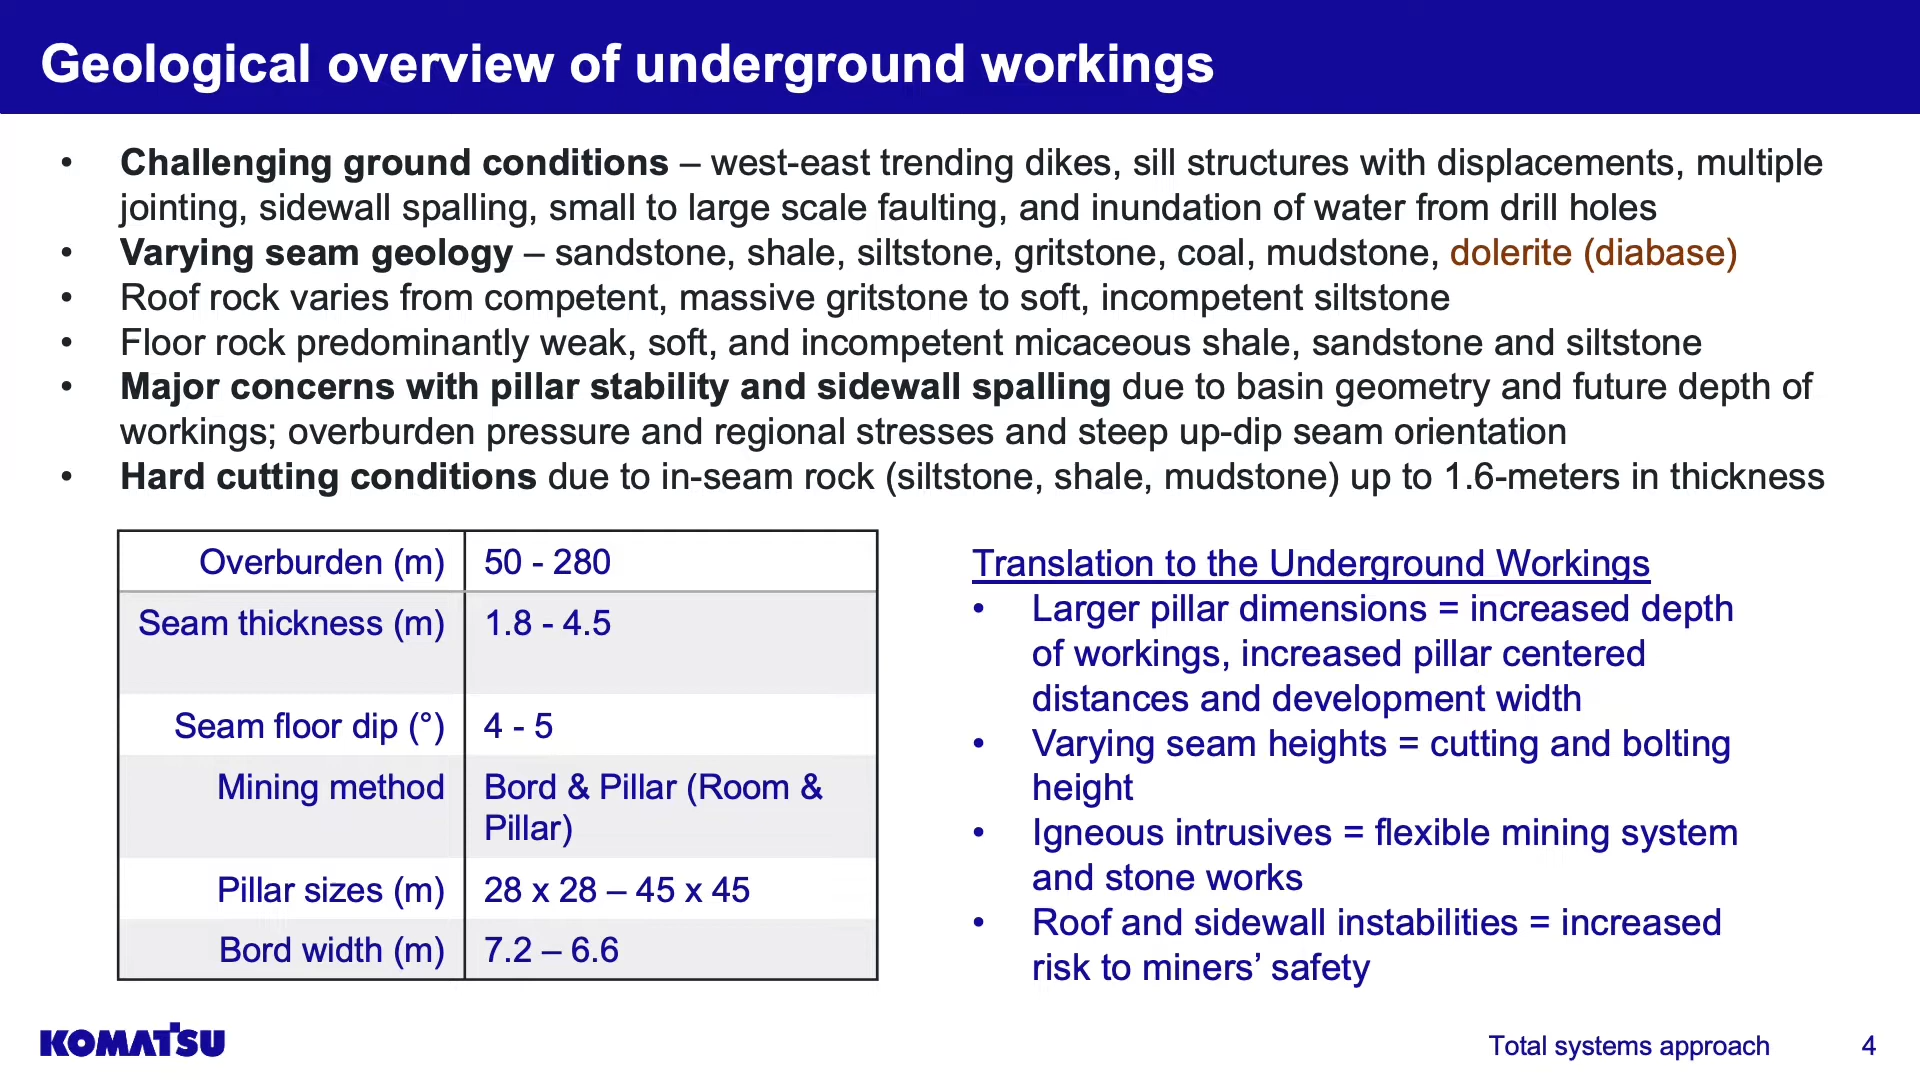 Geological overview of underground workings
• Challenging ground conditions – west-east trending dikes, sill structures with displacements, multiple
jointing, sidewall spalling, small to large scale faulting, and inundation of water from drill holes
• Varying seam geology – sandstone, shale, siltstone, gritstone, coal, mudstone, dolerite (diabase)
• Roof rock varies from competent, massive gritstone to soft, incompetent siltstone
• Floor rock predominantly weak, soft, and incompetent micaceous shale, sandstone and siltstone
• Major concerns with pillar stability and sidewall spalling due to basin geometry and future depth of
workings; overburden pressure and regional stresses and steep up-dip seam orientation
• Hard cutting conditions due to in-seam rock (siltstone, shale, mudstone) up to 1.6-meters in thickness
Overburden (m) 50 - 280
Seam thickness (m) 1.8 - 4.5
Seam floor dip (°) 4 - 5
Mining method Bord & Pillar (Room &
Pillar)
Pillar sizes (m) 28 x 28 – 45 x 45
Bord width (m) 7.2 – 6.6
Translation to the Underground Workings
• Larger pillar dimensions = increased depth
of workings, increased pillar centered
distances and development width
• Varying seam heights = cutting and bolting
height
• Igneous intrusives = flexible mining system
and stone works
• Roof and sidewall instabilities = increased
risk to miners’ safety
KOMATSU
Total systems approach 4